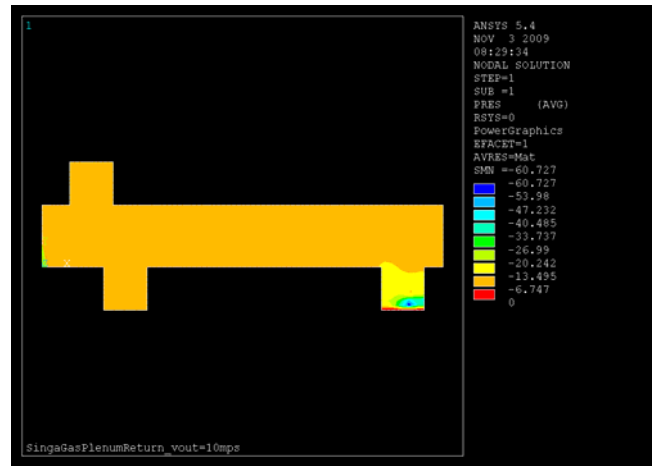 1
ANSYS 5.4
NOV 3 2009
08:29:34
NODAL SOLUTION
STEP=1
SUB =1
PRES (AVG)
RSYS=0
PowerGraphics
EFACET=1
AVRES=Mat
SMN =-60.727
-60.727
-53.98
-47.232
-40.485
-33.737
-26.99
-20.242
-13.495
-6.747
0
X
SingaGasPlenumReturn_vout=10mps